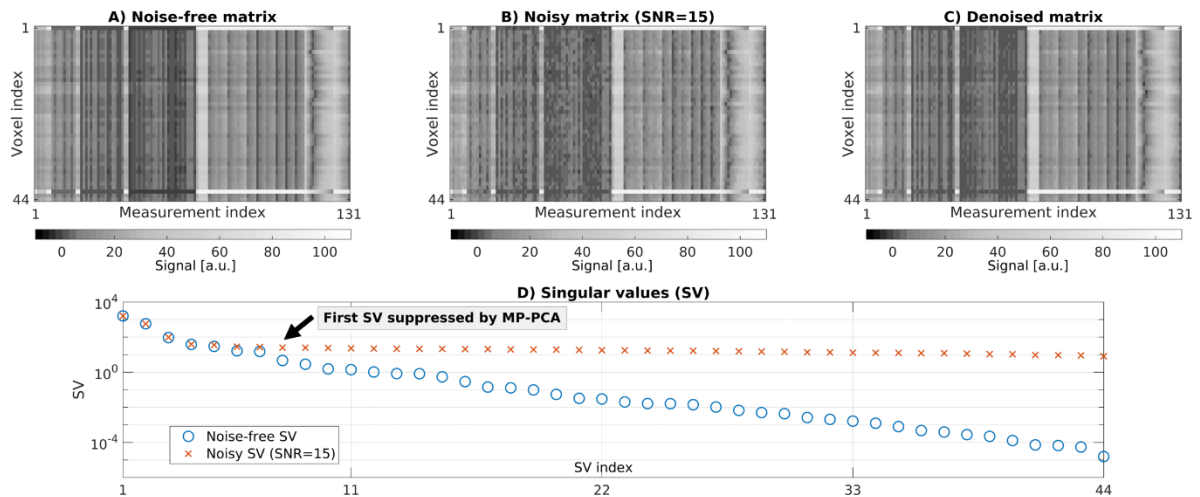 A) Noise-free matrix
B) Noisy matrix (SNR=15)
C) Denoised matrix
1
Voxel index
44
1
Measurement index
131
0 20 40 60 80 100
Signal [a.u.]
1
Voxel index
44
1
Measurement index
131
0 20 40 60 80 100
Signal [a.u.]
1
Voxel index
44
1
Measurement index
131
0 20 40 60 80 100
Signal [a.u.]
D) Singular values (SV)
First SV suppressed by MP-PCA
10⁴
10⁰
10⁻⁴
SV
Noise-free SV
Noisy SV (SNR=15)
SV index
1 11 22 33 44